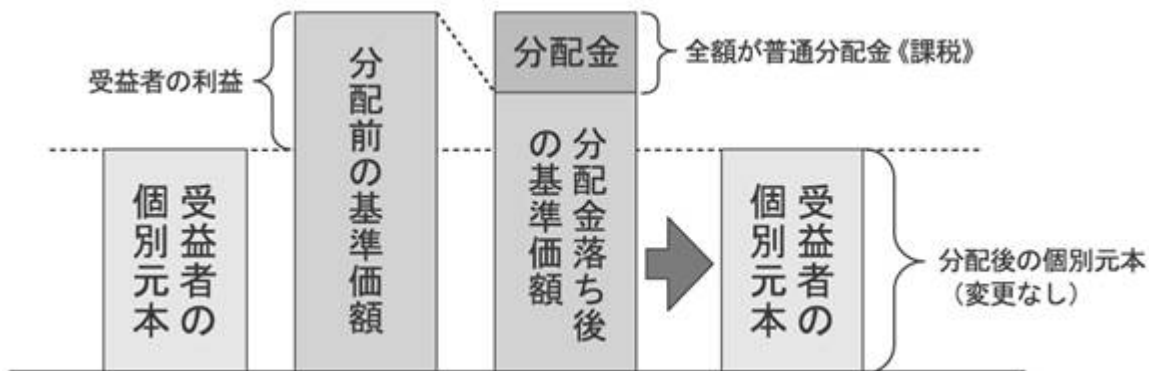 受益者の利益
受益者の
個別元本
分配前の基準価額
分配金
全額が普通分配金《課税》
分配金落ち後
の基準価額
受益者の
個別元本
分配後の個別元本
（変更なし）